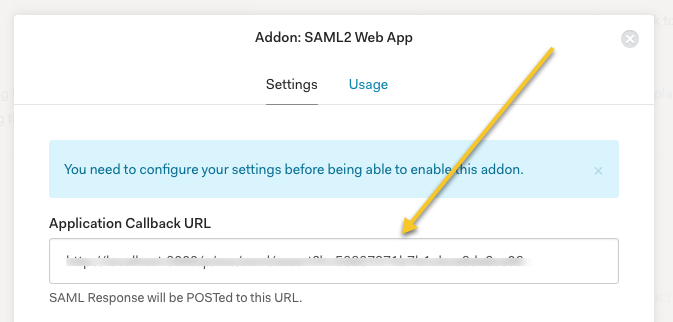 Addon: SAML2 Web App
Settings Usage
You need to configure your settings before being able to enable this addon.
Application Callback URL
SAML Response will be POSTed to this URL.